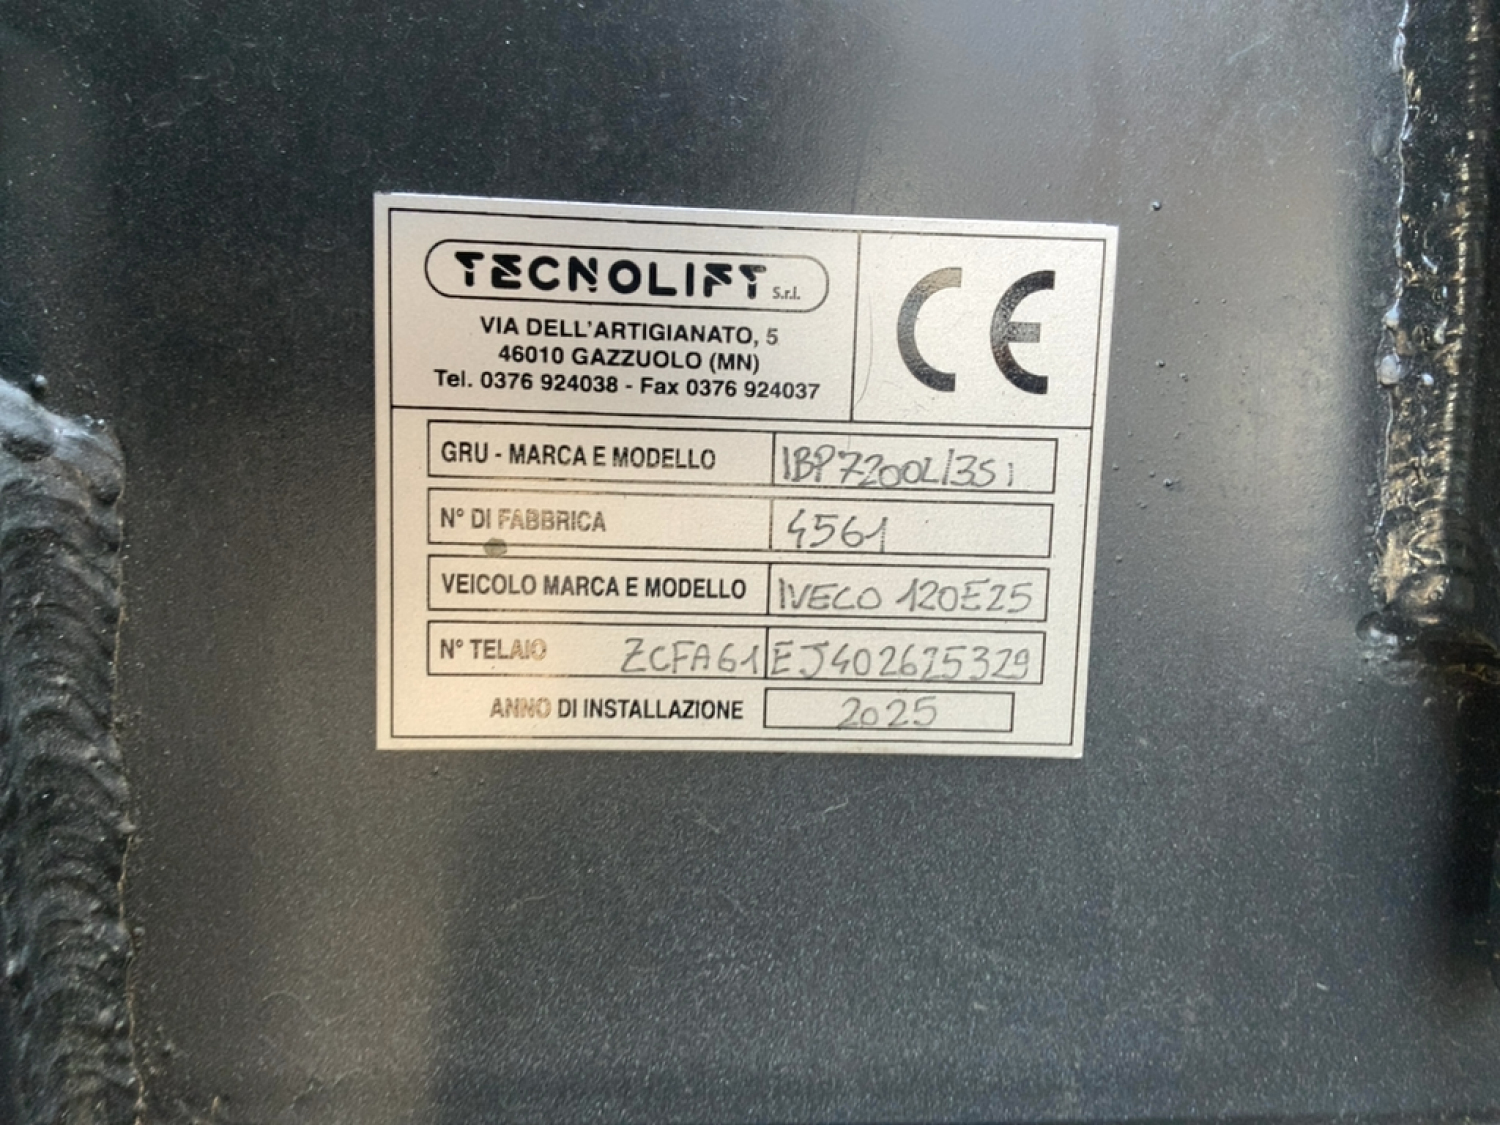 TECNOLIFT S.r.l.
VIA DELL'ARTIGIANATO, 5
46010 GAZZUOLO (MN)
Tel. 0376 924038 - Fax 0376 924037
CE
GRU - MARCA E MODELLO IBP7200L/3Si
N° DI FABBRICA 4561
VEICOLO MARCA E MODELLO IVECO 120E25
N° TELAIO ZCFA61EJ402625329
ANNO DI INSTALLAZIONE 2025